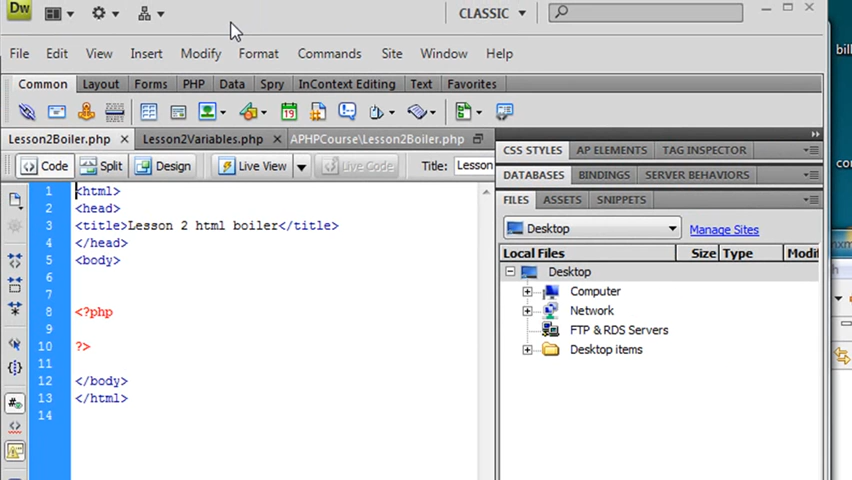 Dw CLASSIC
File Edit View Insert Modify Format Commands Site Window Help
Common Layout Forms PHP Data Spry InContext Editing Text Favorites
Lesson2Boiler.php Lesson2Variables.php APHPCourse\Lesson2Boiler.php
Code Split Design Live View Live Code Title: Lesson
1 <html>
2 <head>
3 <title>Lesson 2 html boiler</title>
4 </head>
5 <body>
6
7
8 <?php
9
10 ?>
11
12 </body>
13 </html>
14
CSS STYLES AP ELEMENTS TAG INSPECTOR
DATABASES BINDINGS SERVER BEHAVIORS
FILES ASSETS SNIPPETS
Desktop Manage Sites
Local Files Size Type Modifi
Desktop
Computer
Network
FTP & RDS Servers
Desktop items